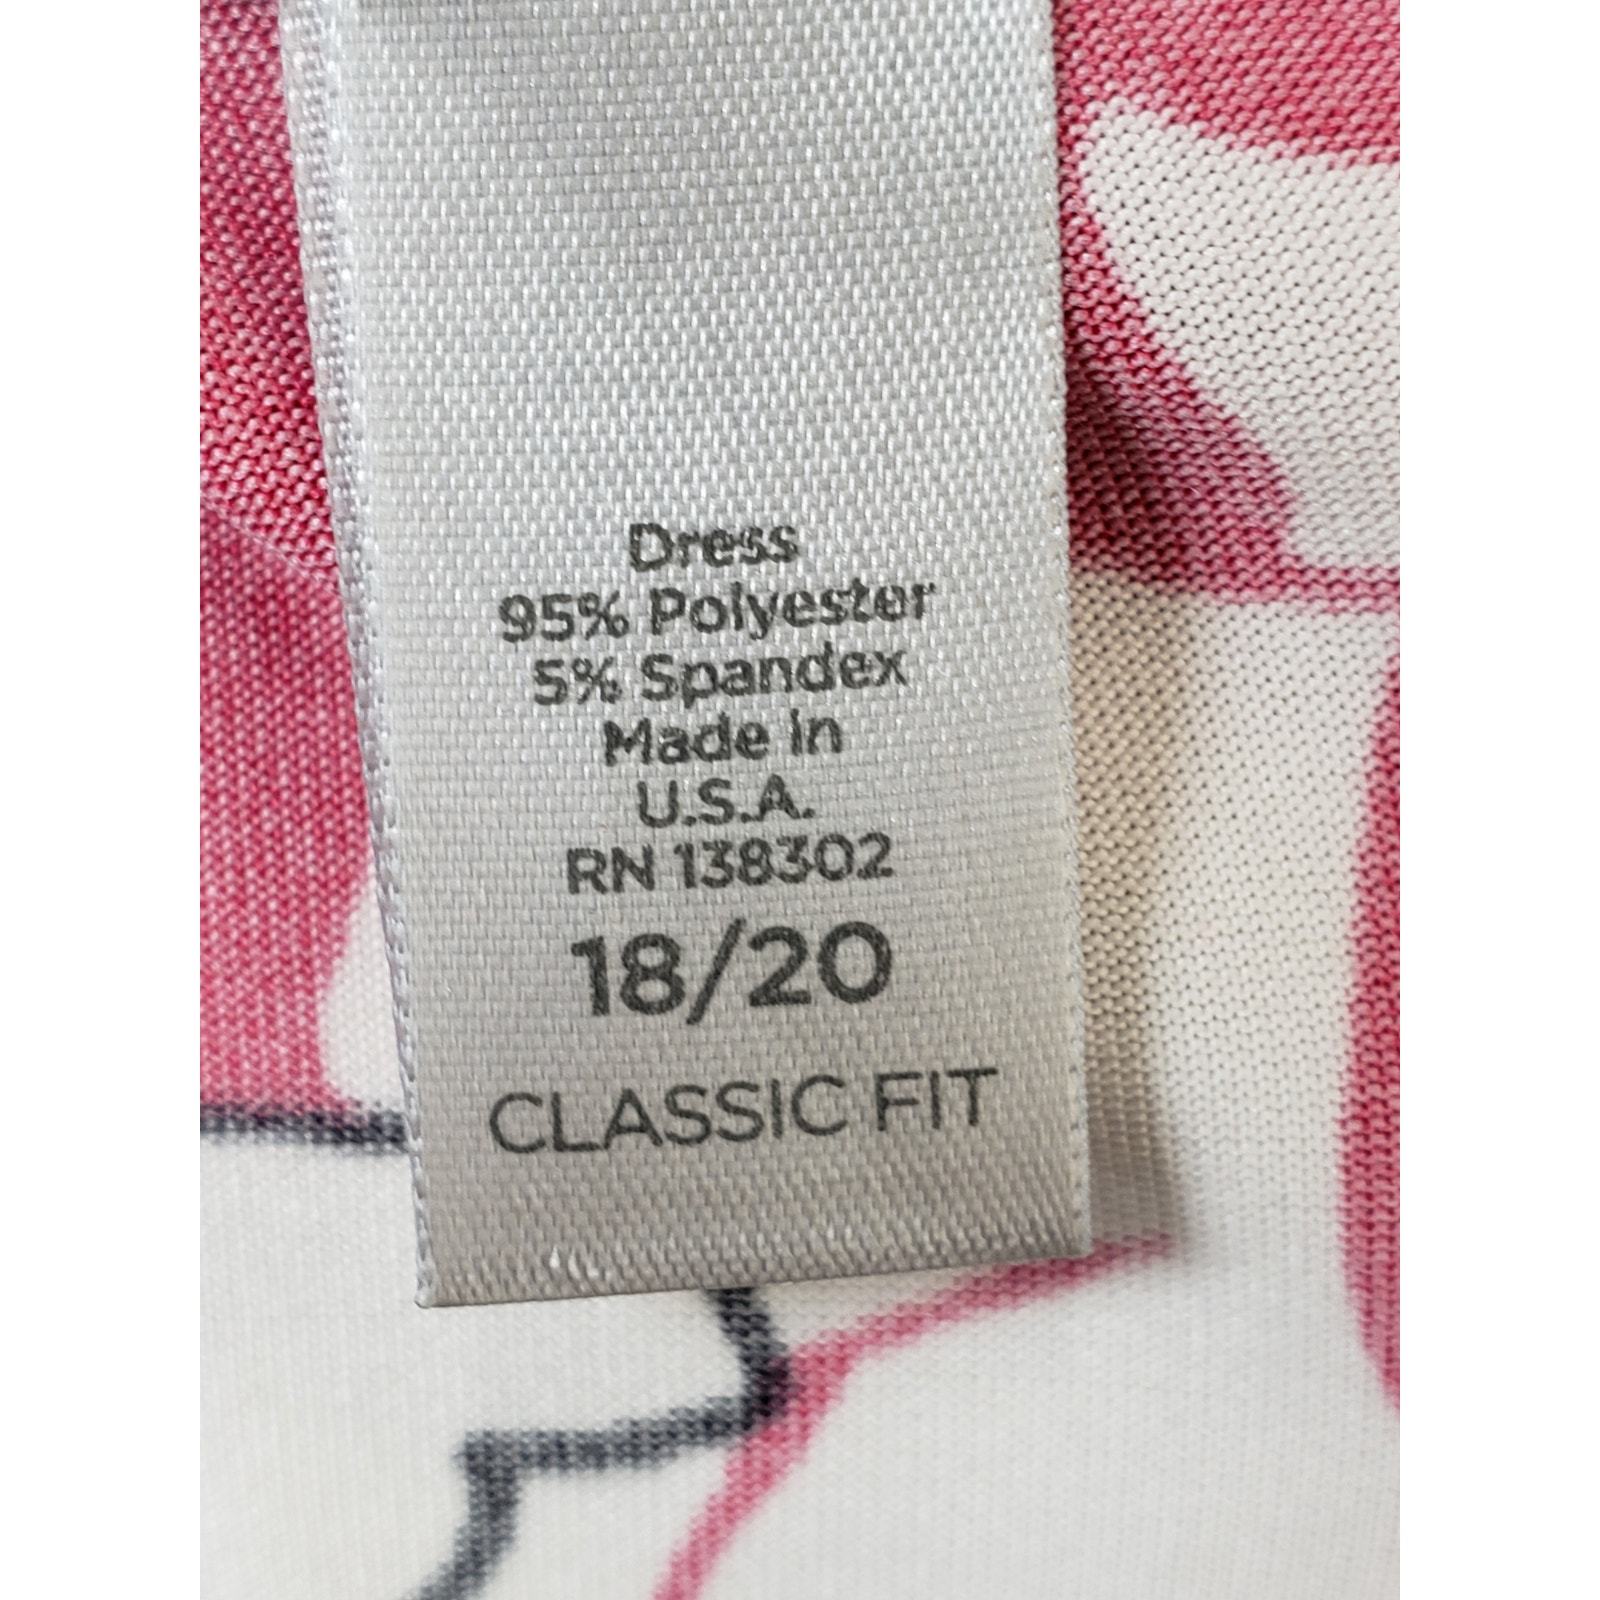 Dress
95% Polyester
5% Spandex
Made in
U.S.A.
RN 138302
18/20
CLASSIC FIT